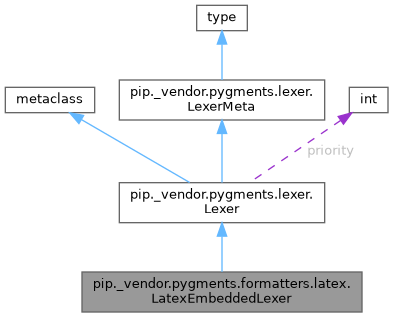 type
metaclass
pip._vendor.pygments.lexer.
LexerMeta
int
priority
pip._vendor.pygments.lexer.
Lexer
pip._vendor.pygments.formatters.latex.
LatexEmbeddedLexer